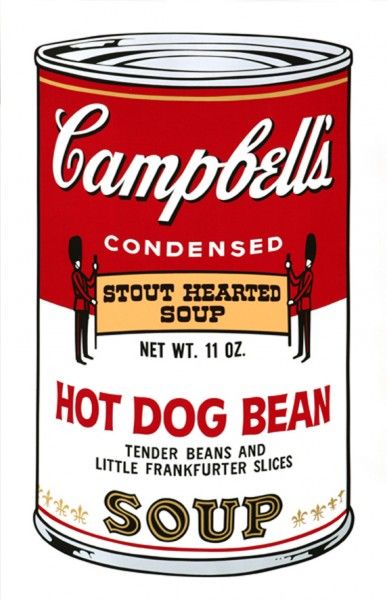 Campbell's
CONDENSED
STOUT HEARTED
SOUP
NET WT. 11 OZ.
HOT DOG BEAN
TENDER BEANS AND
LITTLE FRANKFURTER SLICES
SOUP